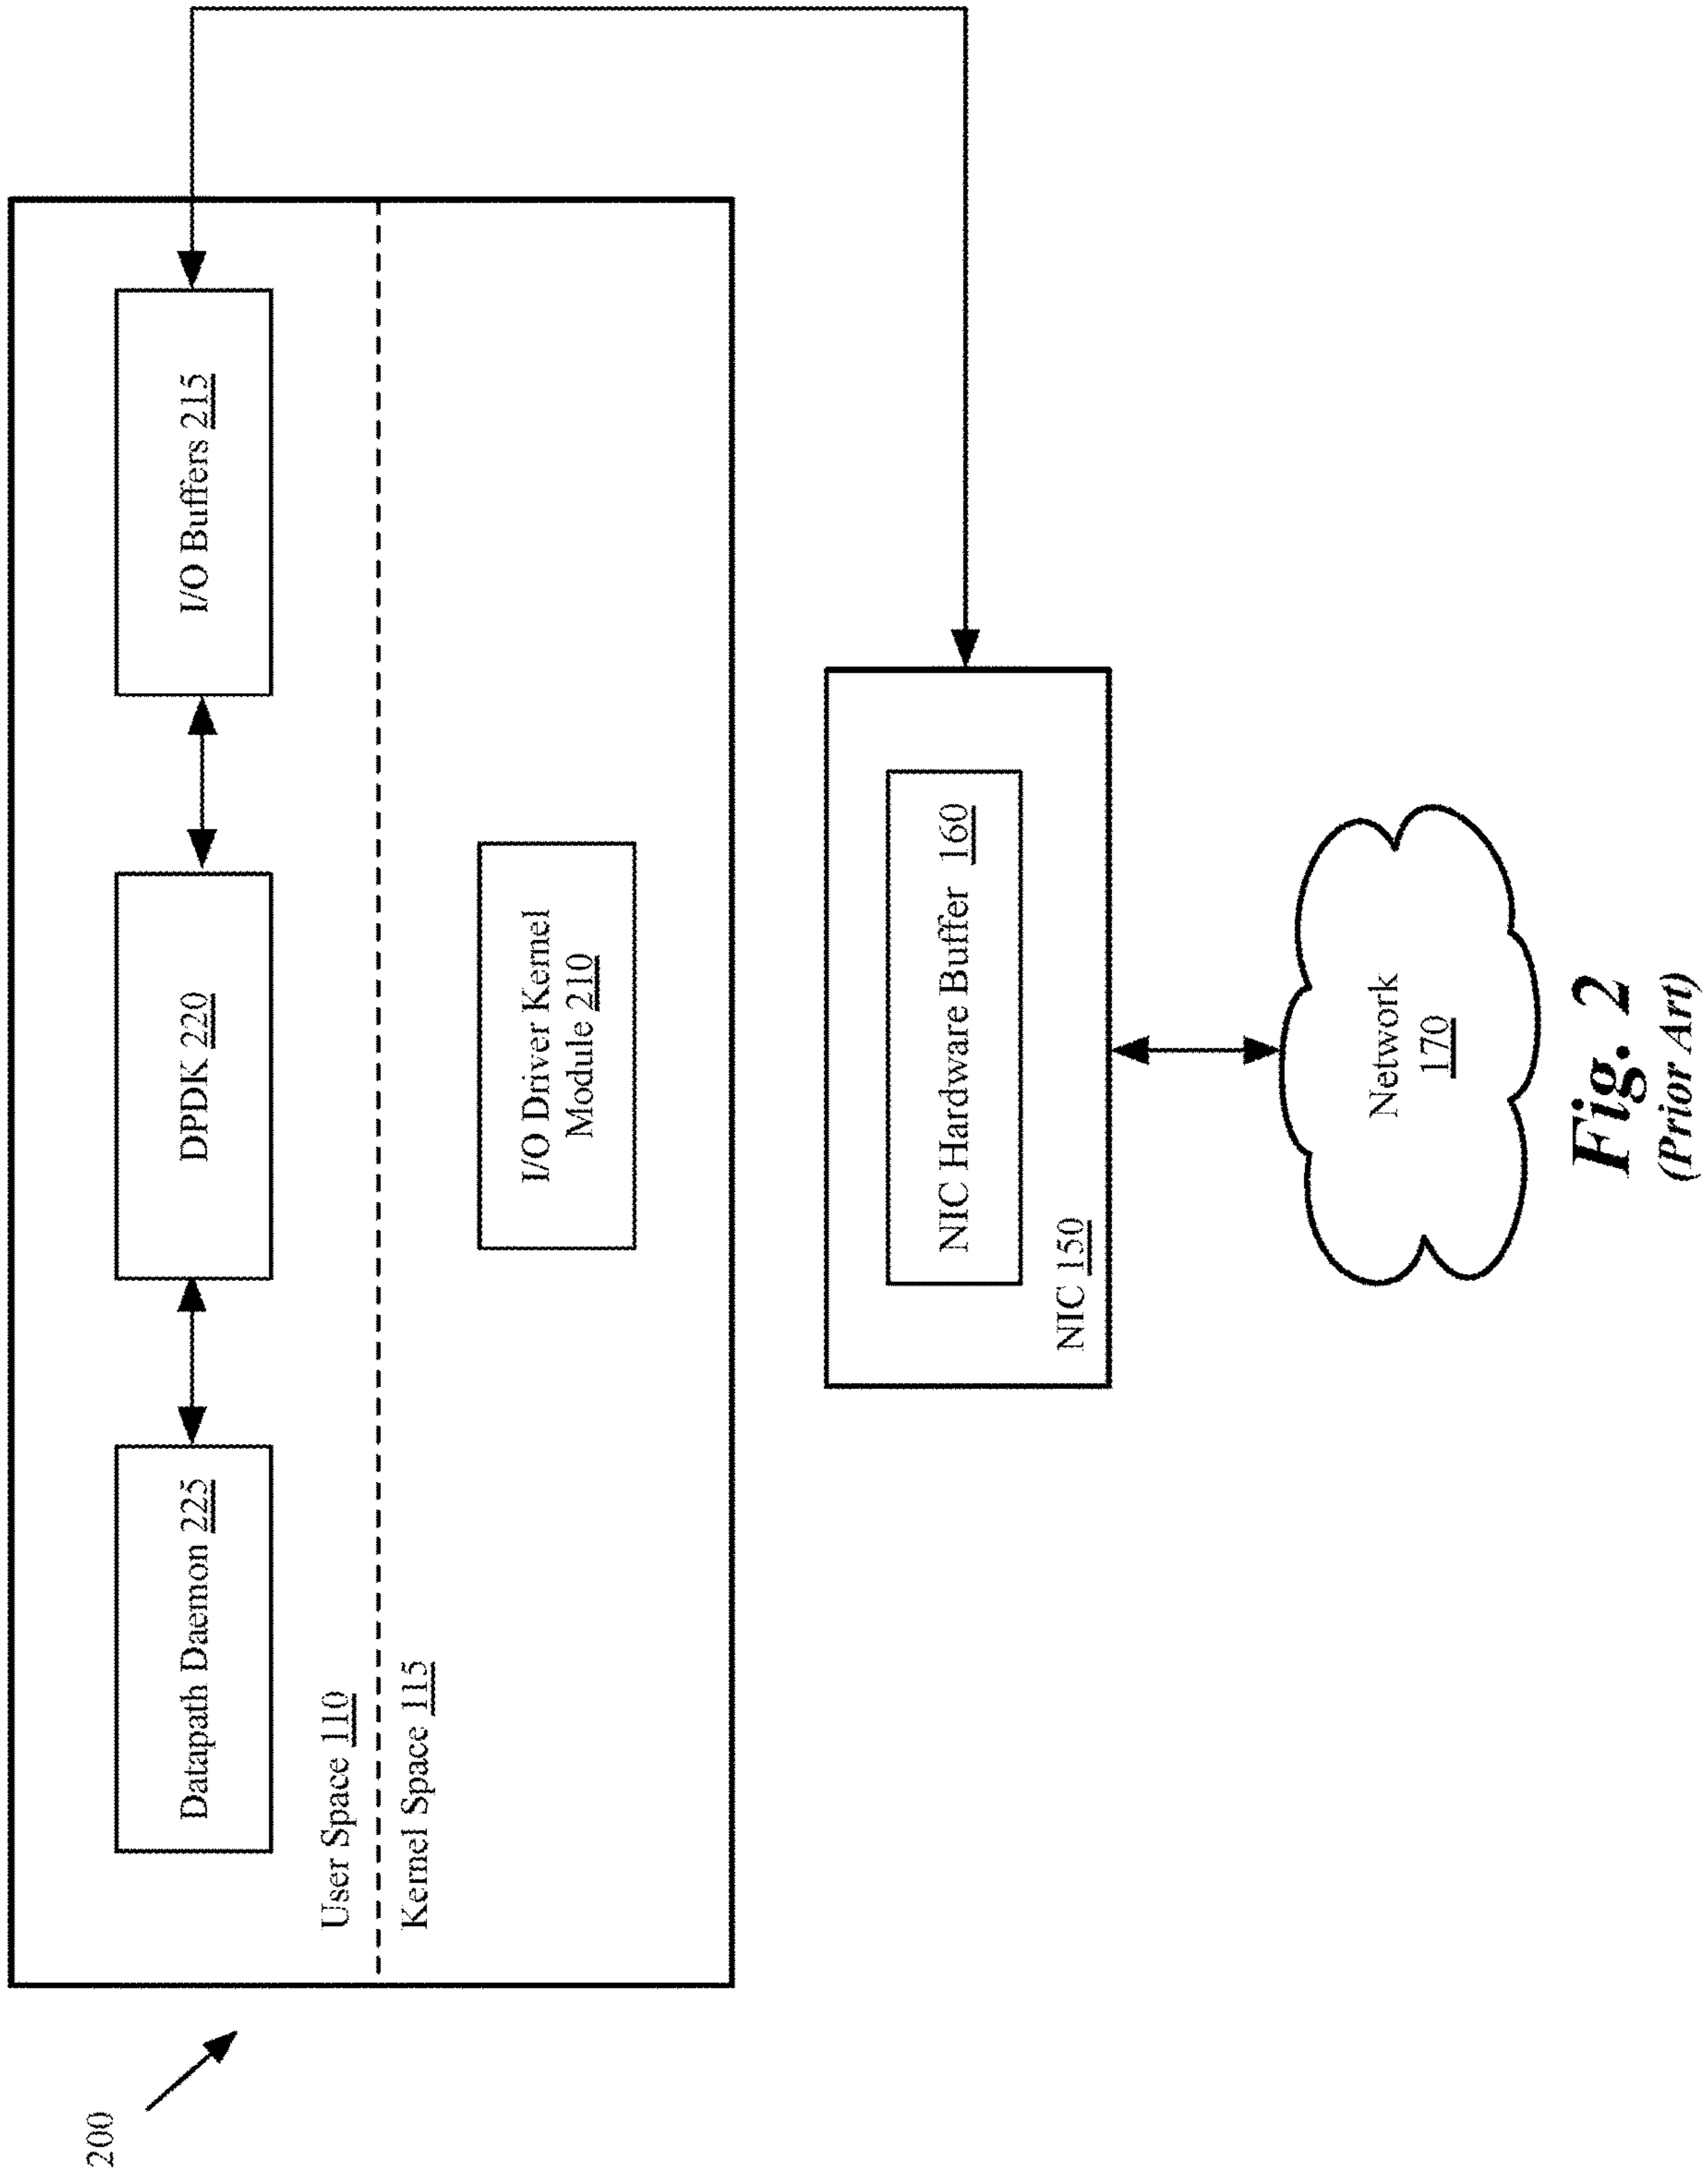 200
Datapath Daemon 225
DPDK 220
I/O Buffers 215
User Space 110
Kernel Space 115
I/O Driver Kernel
Module 210
NIC Hardware Buffer 160
NIC 150
Network
170
Fig. 2
(Prior Art)